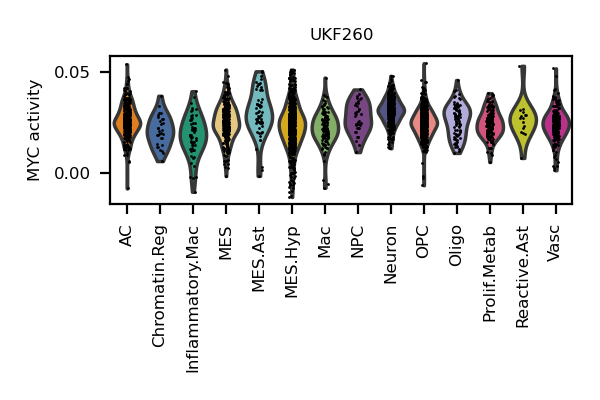 UKF260
MYC activity
0.05
0.00
AC
Chromatin.Reg
Inflammatory.Mac
MES
MES.Ast
MES.Hyp
Mac
NPC
Neuron
OPC
Oligo
Prolif.Metab
Reactive.Ast
Vasc